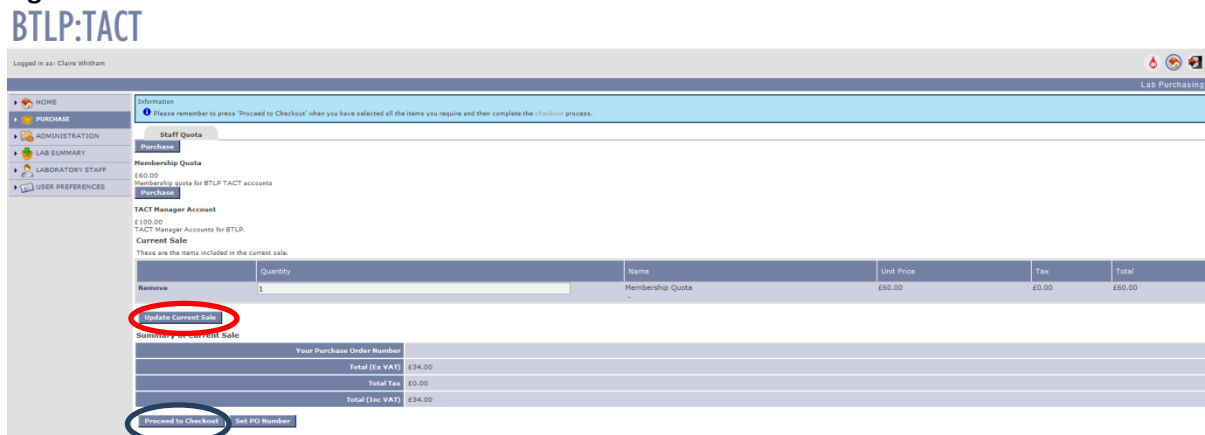 BTLP:TACT
Logged in as: Claire Whitham
Lab Purchasing
HOME
PURCHASE
ADMINISTRATION
LAB SUMMARY
LABORATORY STAFF
USER PREFERENCES
Information
Please remember to press 'Proceed to Checkout' when you have selected all the items you require and then complete the checkout process.
Staff Quota
Purchase
Membership Quota
£60.00
Membership quota for BTLP TACT accounts
Purchase
TACT Manager Account
£100.00
TACT Manager Accounts for BTLP.
Current Sale
These are the items included in the current sale.
Quantity Name Unit Price Tax Total
Remove 1 Membership Quota £60.00 £0.00 £60.00
-
Update Current Sale
Summary of Current Sale
Your Purchase Order Number
Total (Ex VAT) £34.00
Total Tax £0.00
Total (Inc VAT) £34.00
Proceed to Checkout Set PO Number